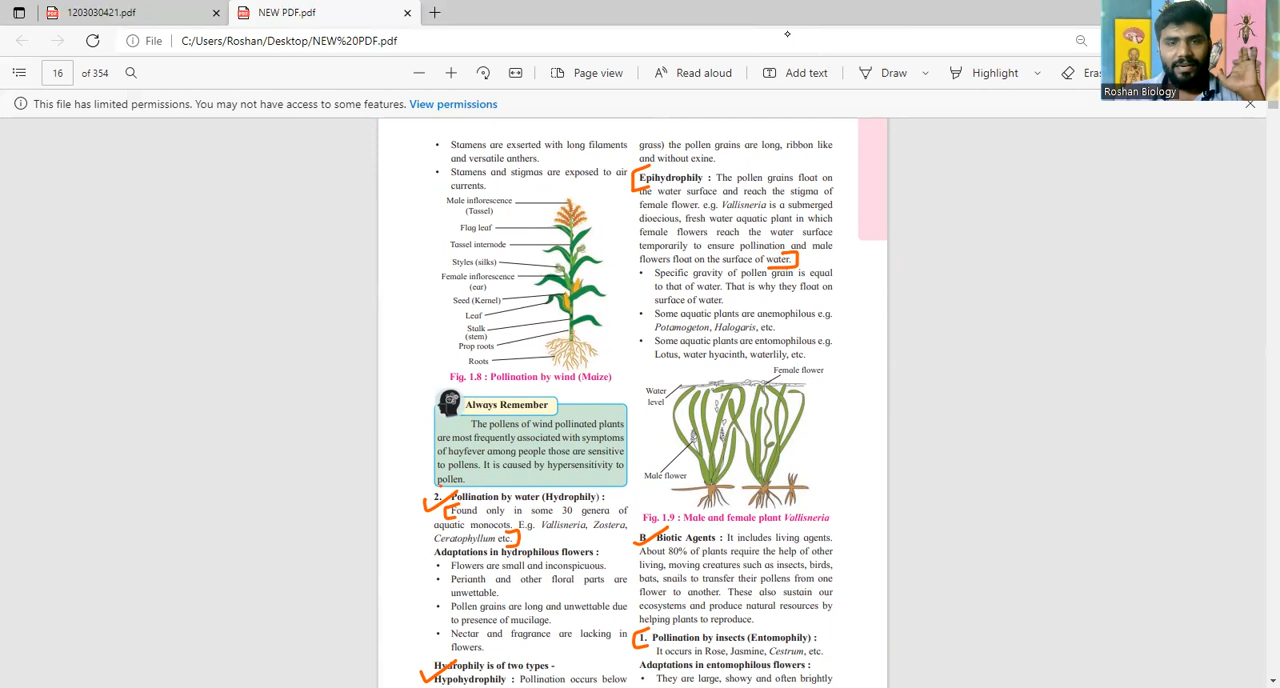 1203030421.pdf
NEW PDF.pdf
File
C:/Users/Roshan/Desktop/NEW%20PDF.pdf
16
of 354
Page view
Read aloud
Add text
Draw
Highlight
Eras
Roshan Biology
This file has limited permissions. You may not have access to some features. View permissions
• Stamens are exserted with long filaments
and versatile anthers.
• Stamens and stigmas are exposed to air
currents.
Male inflorescence
(Tassel)
Flag leaf
Tassel internode
Styles (silks)
Female inflorescence
(ear)
Seed (Kernel)
Leaf
Stalk
(stem)
Prop roots
Roots
Fig. 1.8 : Pollination by wind (Maize)
Always Remember
The pollens of wind pollinated plants
are most frequently associated with symptoms
of hayfever among people those are sensitive
to pollens. It is caused by hypersensitivity to
pollen.
2. Pollination by water (Hydrophily) :
Found only in some 30 genera of
aquatic monocots. E.g. Vallisneria, Zostera,
Ceratophyllum etc.
Adaptations in hydrophilous flowers :
• Flowers are small and inconspicuous.
• Perianth and other floral parts are
unwettable.
• Pollen grains are long and unwettable due
to presence of mucilage.
• Nectar and fragrance are lacking in
flowers.
Hydrophily is of two types -
Hypohydrophily : Pollination occurs below
grass) the pollen grains are long, ribbon like
and without exine.
Epihydrophily : The pollen grains float on
the water surface and reach the stigma of
female flower. e.g. Vallisneria is a submerged
dioecious, fresh water aquatic plant in which
female flowers reach the water surface
temporarily to ensure pollination and male
flowers float on the surface of water.
• Specific gravity of pollen grain is equal
to that of water. That is why they float on
surface of water.
• Some aquatic plants are anemophilous e.g.
Potamogeton, Halogaris, etc.
• Some aquatic plants are entomophilous e.g.
Lotus, water hyacinth, waterlily, etc.
Female flower
Water
level
Male flower
Fig. 1.9 : Male and female plant Vallisneria
B. Biotic Agents : It includes living agents.
About 80% of plants require the help of other
living, moving creatures such as insects, birds,
bats, snails to transfer their pollens from one
flower to another. These also sustain our
ecosystems and produce natural resources by
helping plants to reproduce.
1. Pollination by insects (Entomophily) :
It occurs in Rose, Jasmine, Cestrum, etc.
Adaptations in entomophilous flowers :
• They are large, showy and often brightly